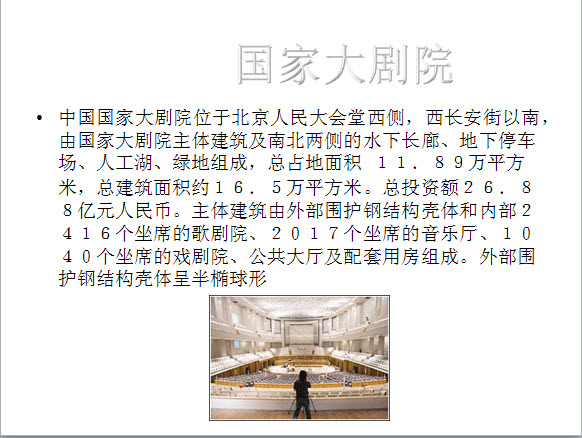 国家大剧院
• 中国国家大剧院位于北京人民大会堂西侧，西长安街以南，
由国家大剧院主体建筑及南北两侧的水下长廊、地下停车
场、人工湖、绿地组成，总占地面积 １１．８９万平方
米，总建筑面积约１６．５万平方米。总投资额２６．８
８亿元人民币。主体建筑由外部围护钢结构壳体和内部２
４１６个坐席的歌剧院、２０１７个坐席的音乐厅、１０
４０个坐席的戏剧院、公共大厅及配套用房组成。外部围
护钢结构壳体呈半椭球形